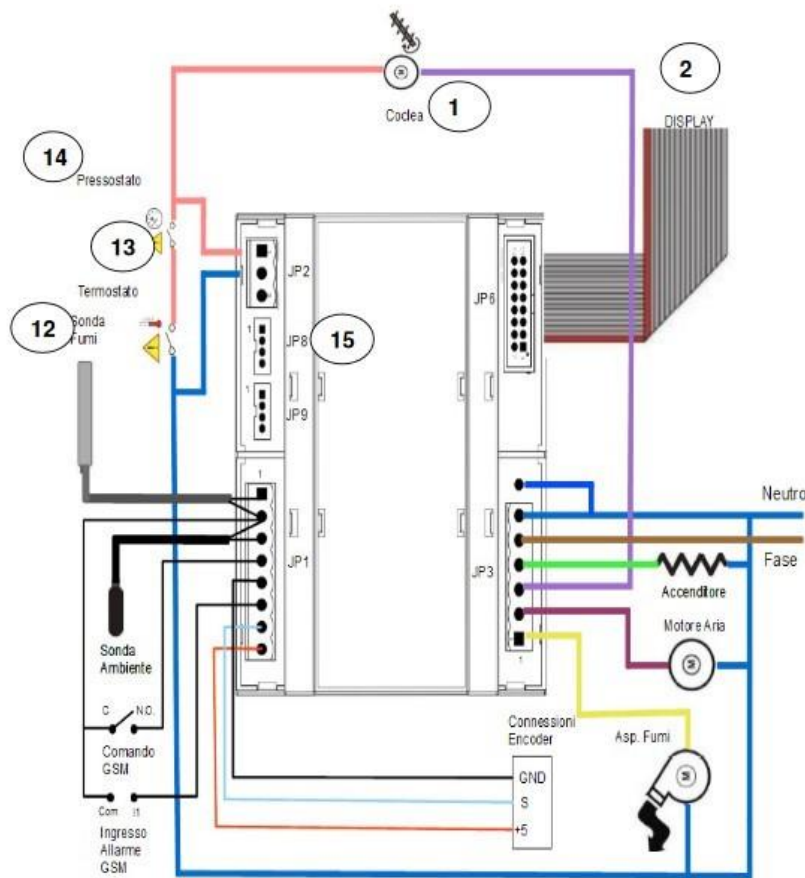 2
1
Coclea
DISPLAY
14
Pressostato
13
Termostato
12
Sonda
Fumi
JP2
JP6
1
JP8
15
1
JP9
1
JP1
JP3
1
Neutro
Fase
Accenditore
Motore Aria
M
Sonda
Ambiente
C
N.O.
Comando
GSM
Connessioni
Encoder
Asp. Fumi
M
GND
S
+5
Com
I1
Ingresso
Allarme
GSM